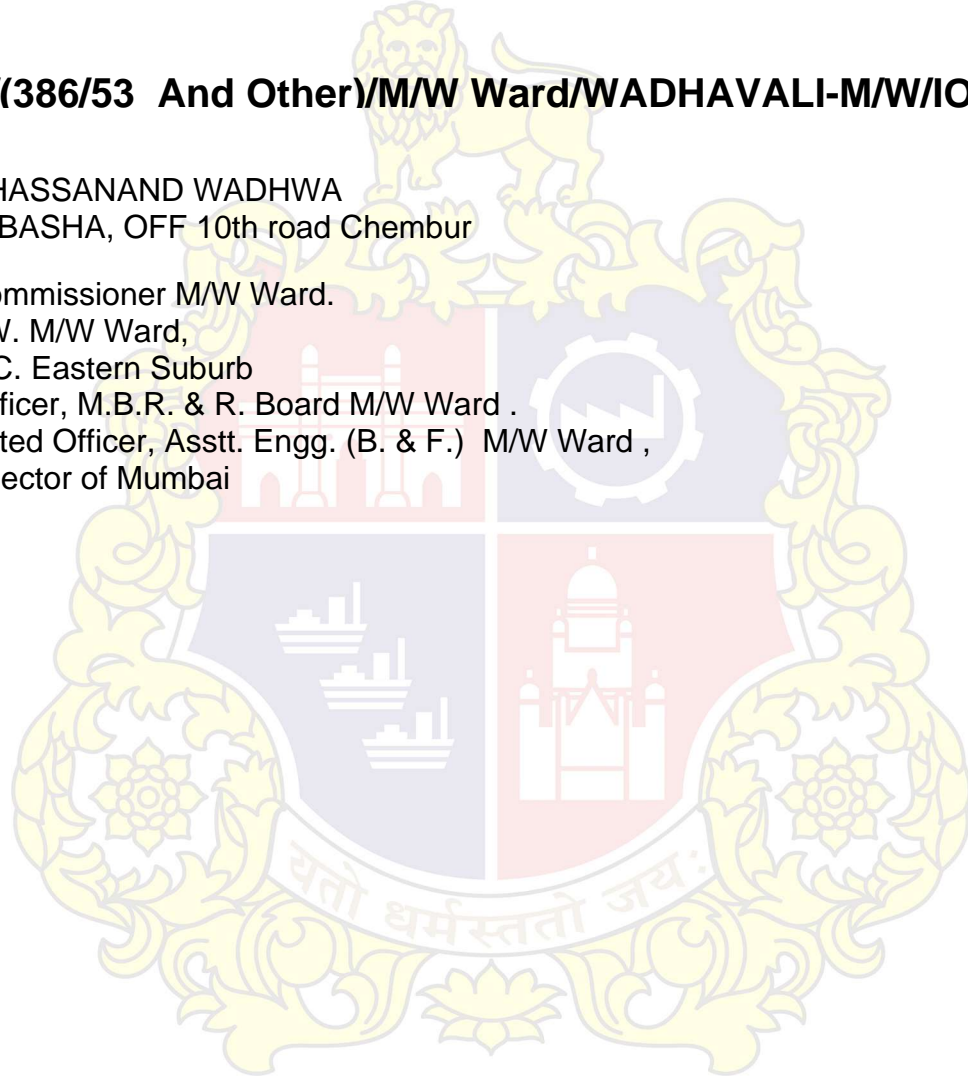 /(386/53 And Other)/M/W Ward/WADHAVALI-M/W/IO
HASSANAND WADHWA
BASHA, OFF 10th road Chembur
ommissioner M/W Ward.
W. M/W Ward,
C. Eastern Suburb
ficer, M.B.R. & R. Board M/W Ward .
ted Officer, Asstt. Engg. (B. & F.) M/W Ward ,
ector of Mumbai
यतो धर्मस्ततो जय: